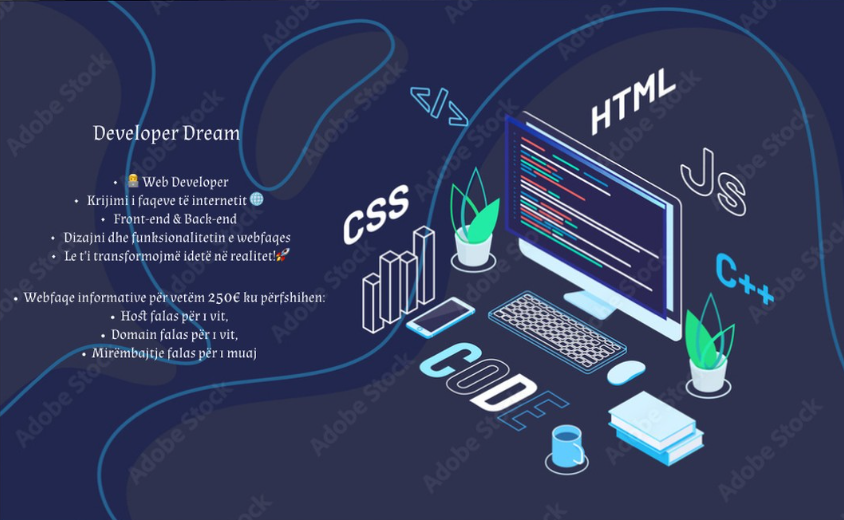 Developer Dream
• 👨‍💻 Web Developer
• Krijimi i faqeve të internetit 🌐
• Front-end & Back-end
• Dizajni dhe funksionalitetin e webfaqes
• Le t'i transformojmë idetë në realitet!🚀
• Webfaqe informative për vetëm 250€ ku përfshihen:
• Host falas për 1 vit,
• Domain falas për 1 vit,
• Mirëmbajtje falas për 1 muaj
</>
HTML
Js
CSS
C++
CODE
Adobe Stock